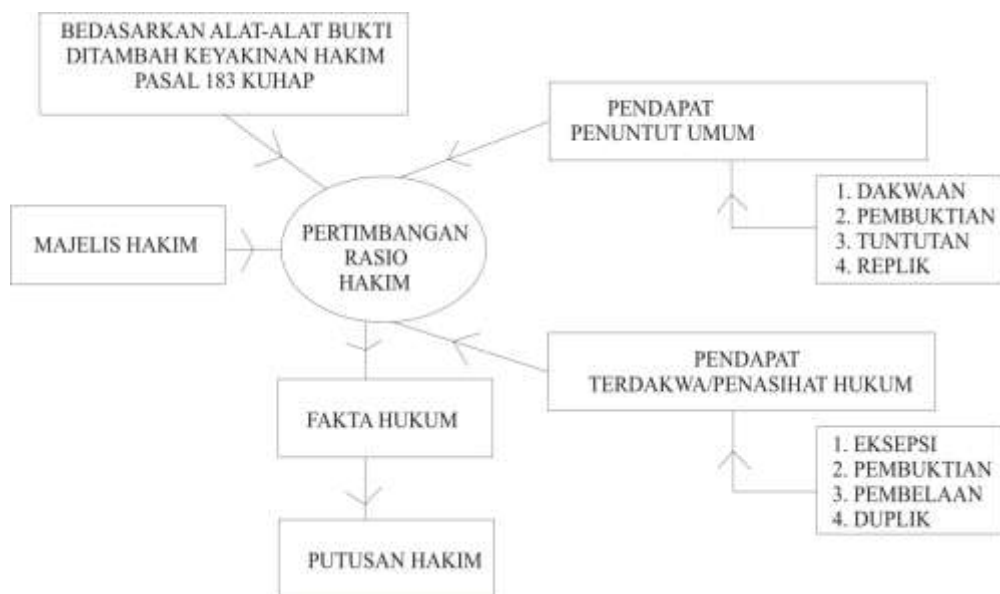 BEDASARKAN ALAT-ALAT BUKTI
DITAMBAH KEYAKINAN HAKIM
PASAL 183 KUHAP
PENDAPAT
PENUNTUT UMUM
1. DAKWAAN
2. PEMBUKTIAN
3. TUNTUTAN
4. REPLIK
MAJELIS HAKIM
PERTIMBANGAN
RASIO
HAKIM
PENDAPAT
TERDAKWA/PENASIHAT HUKUM
FAKTA HUKUM
1. EKSEPSI
2. PEMBUKTIAN
3. PEMBELAAN
4. DUPLIK
PUTUSAN HAKIM